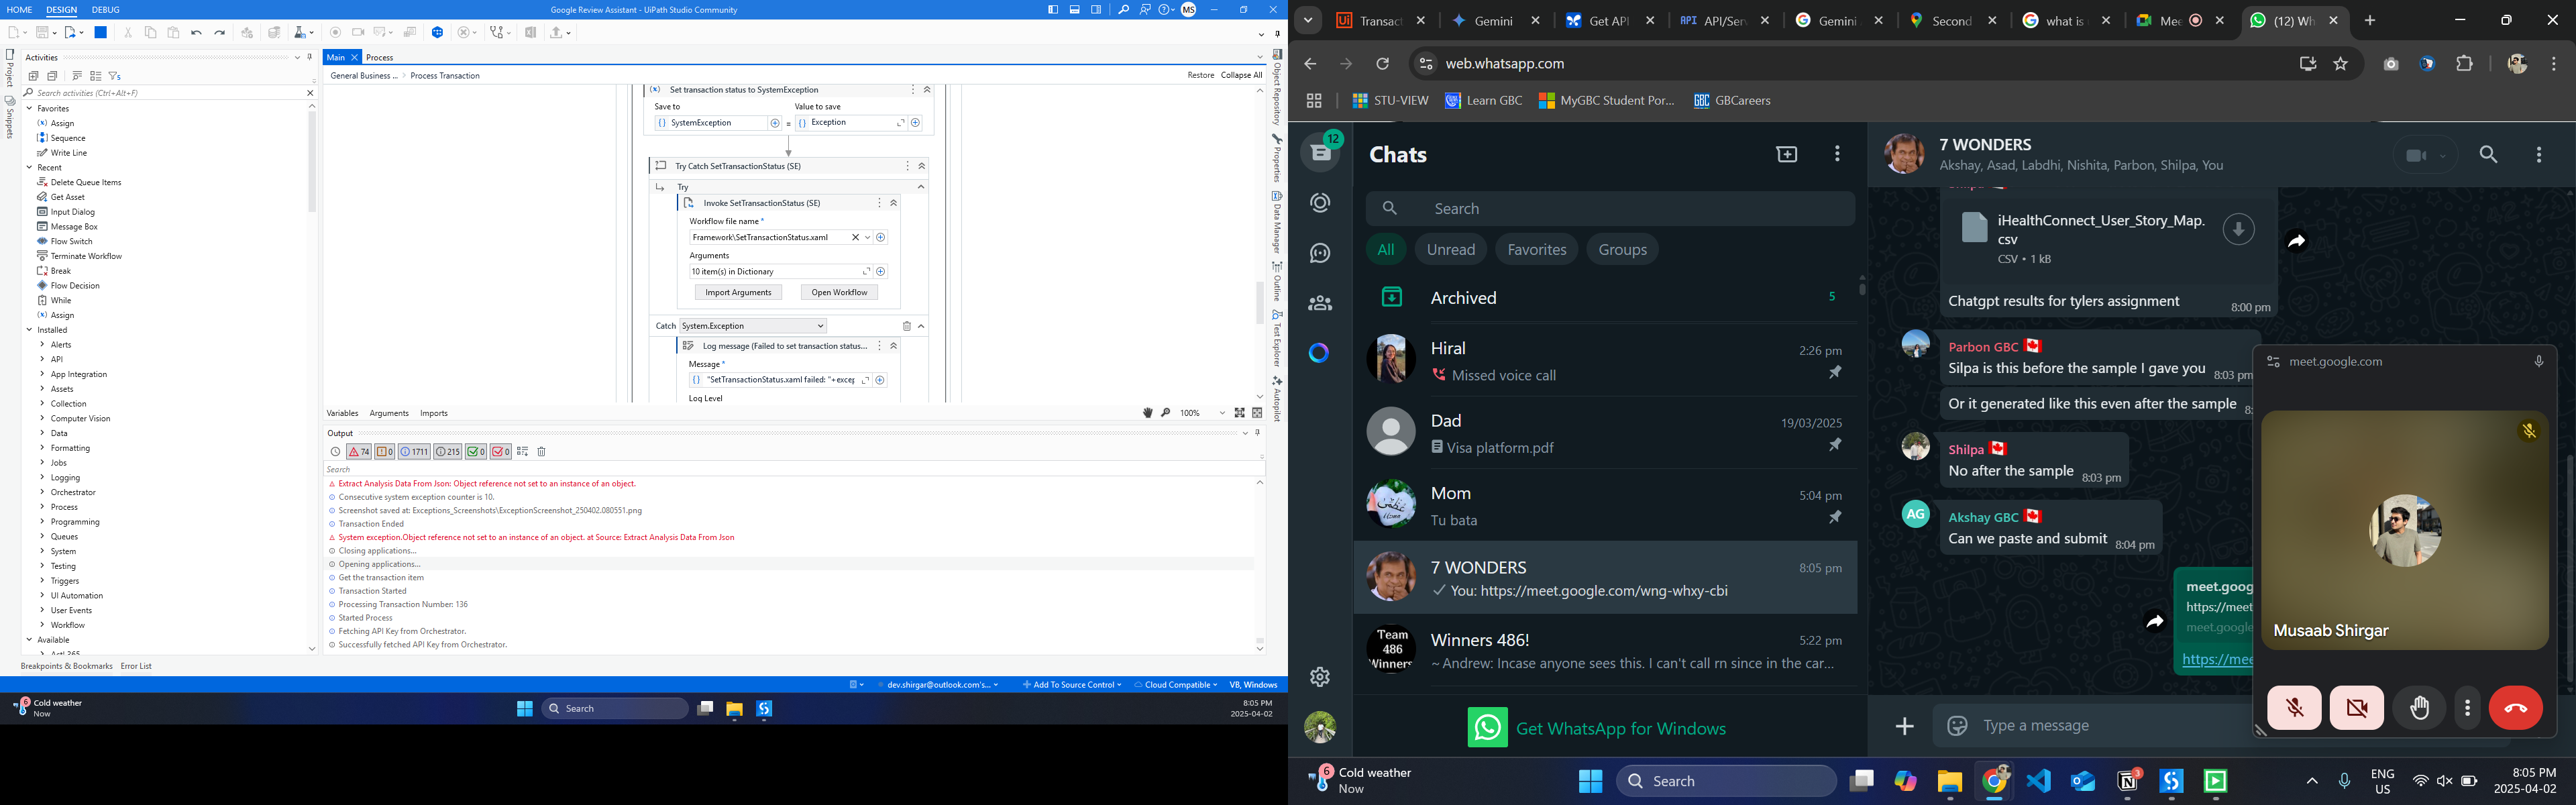 HOME DESIGN DEBUG
Google Review Assistant - UiPath Studio Community
MS
Activities
Search activities (Ctrl+Alt+F)
Favorites
Assign
Sequence
Write Line
Recent
Delete Queue Items
Get Asset
Input Dialog
Message Box
Flow Switch
Terminate Workflow
Break
Flow Decision
While
Assign
Installed
Alerts
API
App Integration
Assets
Collection
Computer Vision
Data
Formatting
Jobs
Logging
Orchestrator
Process
Programming
Queues
System
Testing
Triggers
UI Automation
User Events
Workflow
Available
Breakpoints & Bookmarks Error List
Project
Snippets
Main Process
General Business ... > Process Transaction
Restore Collapse All
Set transaction status to SystemException
Save to Value to save
SystemException = Exception
Try Catch SetTransactionStatus (SE)
Try
Invoke SetTransactionStatus (SE)
Workflow file name *
Framework\SetTransactionStatus.xaml
Arguments
10 item(s) in Dictionary
Import Arguments Open Workflow
Catch System.Exception
Log message (Failed to set transaction status...
Message *
"SetTransactionStatus.xaml failed: "+excep
Log Level
Variables Arguments Imports
100%
Output
74 0 1711 215 0 0
Search
Extract Analysis Data From Json: Object reference not set to an instance of an object.
Consecutive system exception counter is 10.
Screenshot saved at: Exceptions_Screenshots\ExceptionScreenshot_250402.080551.png
Transaction Ended
System exception.Object reference not set to an instance of an object. at Source: Extract Analysis Data From Json
Closing applications...
Opening applications...
Get the transaction item
Transaction Started
Processing Transaction Number: 136
Started Process
Fetching API Key from Orchestrator.
Successfully fetched API Key from Orchestrator.
Object Repository
Properties
Data Manager
Outline
Test Explorer
Autopilot
dev.shirgar@outlook.com's...
Add To Source Control
Cloud Compatible
VB, Windows
6
Cold weather
Now
Search
8:05 PM
2025-04-02
Transact
Gemini
Get API
API/Serv
Gemini
Second
what is
Mee
(12) Wh
web.whatsapp.com
STU-VIEW
Learn GBC
MyGBC Student Por...
GBCareers
12
Chats
Search
All Unread Favorites Groups
Archived 5
Hiral 2:26 pm
Missed voice call
Dad 19/03/2025
Visa platform.pdf
Mom 5:04 pm
Tu bata
7 WONDERS 8:05 pm
You: https://meet.google.com/wng-whxy-cbi
Team
486
Winners
Winners 486! 5:22 pm
~ Andrew: Incase anyone sees this. I can't call rn since in the car...
Get WhatsApp for Windows
7 WONDERS
Akshay, Asad, Labdhi, Nishita, Parbon, Shilpa, You
iHealthConnect_User_Story_Map.
csv
CSV • 1 kB
Chatgpt results for tylers assignment
8:00 pm
Parbon GBC
Silpa is this before the sample I gave you 8:03 pm
Or it generated like this even after the sample
Shilpa
No after the sample 8:03 pm
AG
Akshay GBC
Can we paste and submit 8:04 pm
meet.goog
https://meet
meet.google
https://mee
meet.google.com
Musaab Shirgar
Type a message
6
Cold weather
Now
Search
3
ENG
US
8:05 PM
2025-04-02